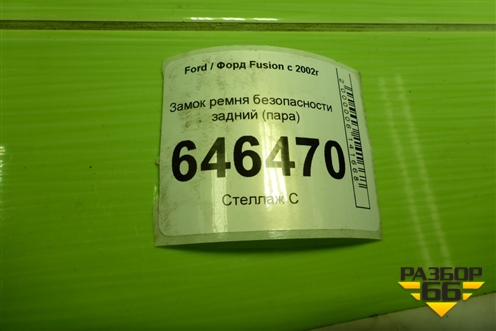 Ford / Форд Fusion с 2002г
Замок ремня безопасности
задний (пара)
646470
Стеллаж С
РАЗБОР
66